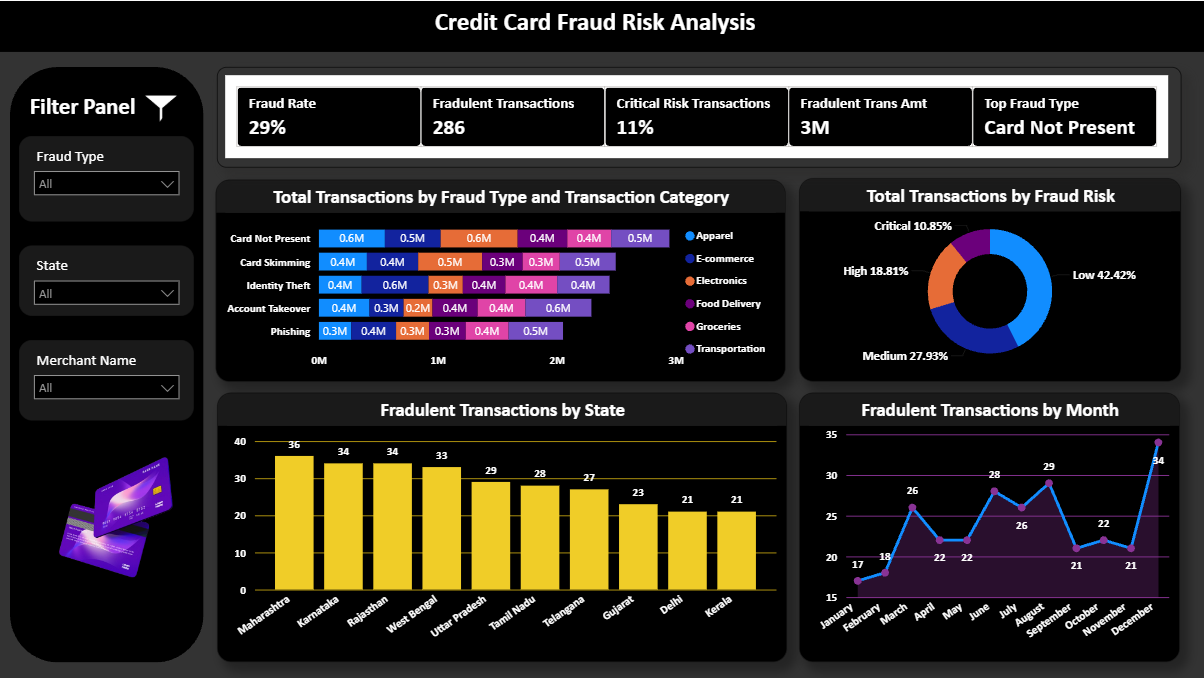 Credit Card Fraud Risk Analysis
Filter Panel
Fraud Type
All
State
All
Merchant Name
All
Fraud Rate
29%
Fradulent Transactions
286
Critical Risk Transactions
11%
Fradulent Trans Amt
3M
Top Fraud Type
Card Not Present
Total Transactions by Fraud Type and Transaction Category
Card Not Present 0.6M 0.5M 0.6M 0.4M 0.4M 0.5M
Card Skimming 0.4M 0.4M 0.5M 0.3M 0.3M 0.5M
Identity Theft 0.4M 0.6M 0.3M 0.4M 0.4M 0.4M
Account Takeover 0.4M 0.3M 0.2M 0.4M 0.4M 0.6M
Phishing 0.3M 0.4M 0.3M 0.3M 0.4M 0.5M
0M 1M 2M 3M
Apparel
E-commerce
Electronics
Food Delivery
Groceries
Transportation
Total Transactions by Fraud Risk
Critical 10.85%
High 18.81%
Low 42.42%
Medium 27.93%
Fradulent Transactions by State
40
30
20
10
0
36 34 34 33 29 28 27 23 21 21
Maharashtra Karnataka Rajasthan West Bengal Uttar Pradesh Tamil Nadu Telangana Gujarat Delhi Kerala
Fradulent Transactions by Month
35
30
25
20
15
17 18 26 22 22 28 26 29 21 22 21 34
January February March April May June July August September October November December